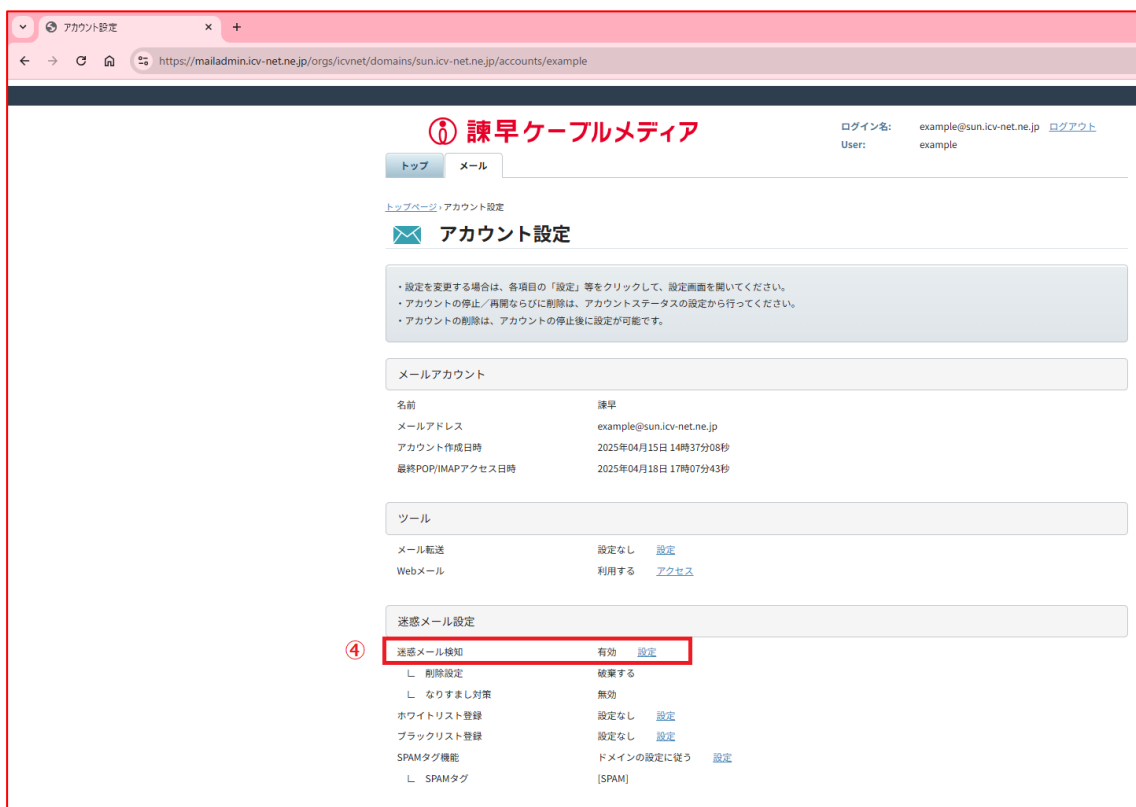 アカウント設定 × +
https://mailadmin.icv-net.ne.jp/orgs/icvnet/domains/sun.icv-net.ne.jp/accounts/example
諫早ケーブルメディア
ログイン名: example@sun.icv-net.ne.jp ログアウト
User: example
トップ メール
トップページ › アカウント設定
アカウント設定
・設定を変更する場合は、各項目の「設定」等をクリックして、設定画面を開いてください。
・アカウントの停止／再開ならびに削除は、アカウントステータスの設定から行ってください。
・アカウントの削除は、アカウントの停止後に設定が可能です。
メールアカウント
名前 諫早
メールアドレス example@sun.icv-net.ne.jp
アカウント作成日時 2025年04月15日 14時37分08秒
最終POP/IMAPアクセス日時 2025年04月18日 17時07分43秒
ツール
メール転送 設定なし 設定
Webメール 利用する アクセス
迷惑メール設定
④ 迷惑メール検知 有効 設定
∟ 削除設定 破棄する
∟ なりすまし対策 無効
ホワイトリスト登録 設定なし 設定
ブラックリスト登録 設定なし 設定
SPAMタグ機能 ドメインの設定に従う 設定
∟ SPAMタグ [SPAM]